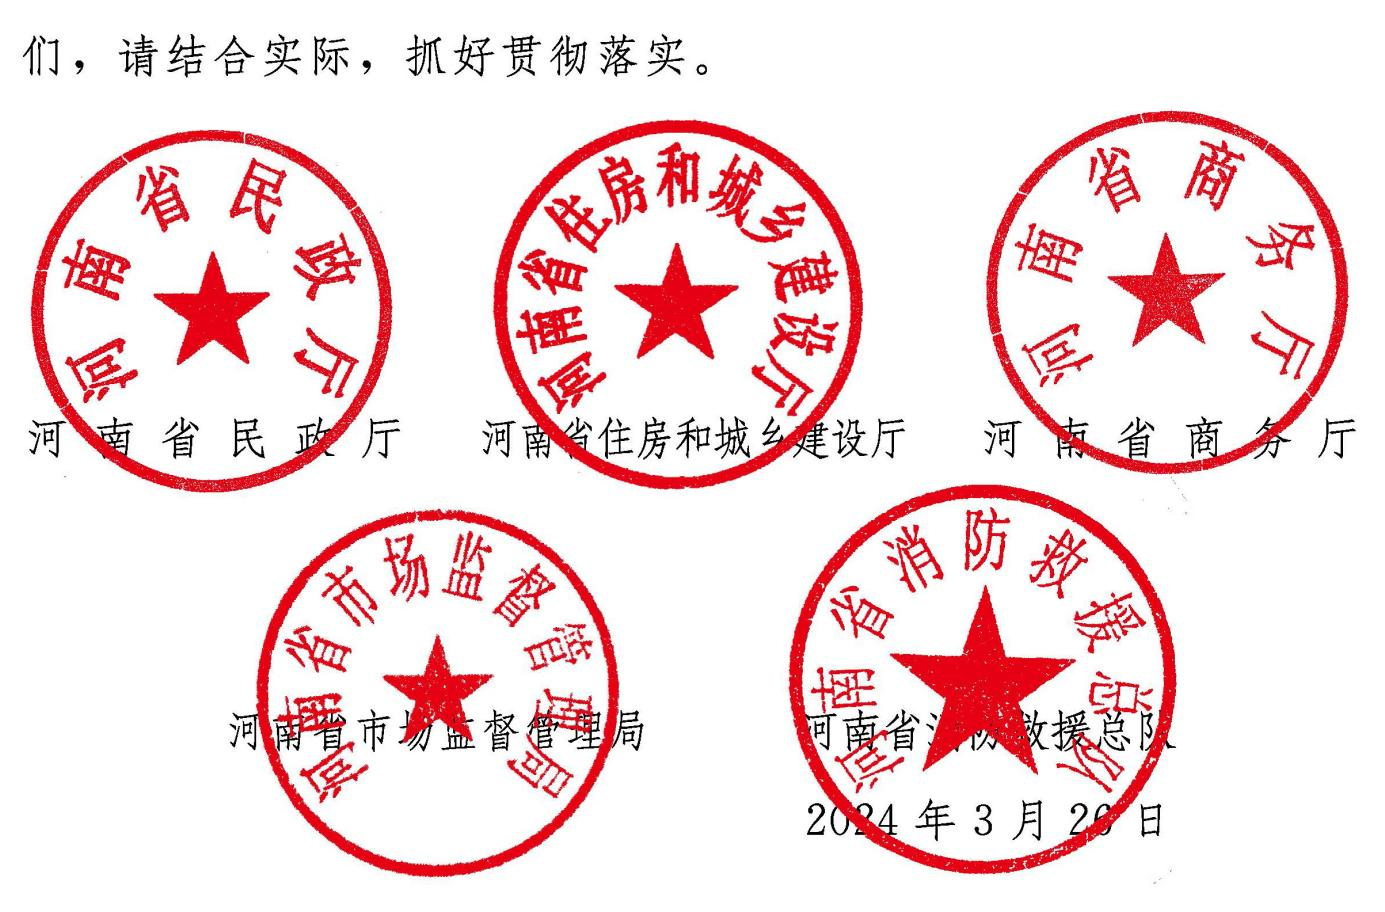 们，请结合实际，抓好贯彻落实。
河南省民政厅
河南省住房和城乡建设厅
河南省商务厅
河南省民政厅
河南省住房和城乡建设厅
河南省商务厅
河南省市场监督管理局
河南省消防救援总队
河南省市场监督管理局
河南省消防救援总队
2024年3月26日